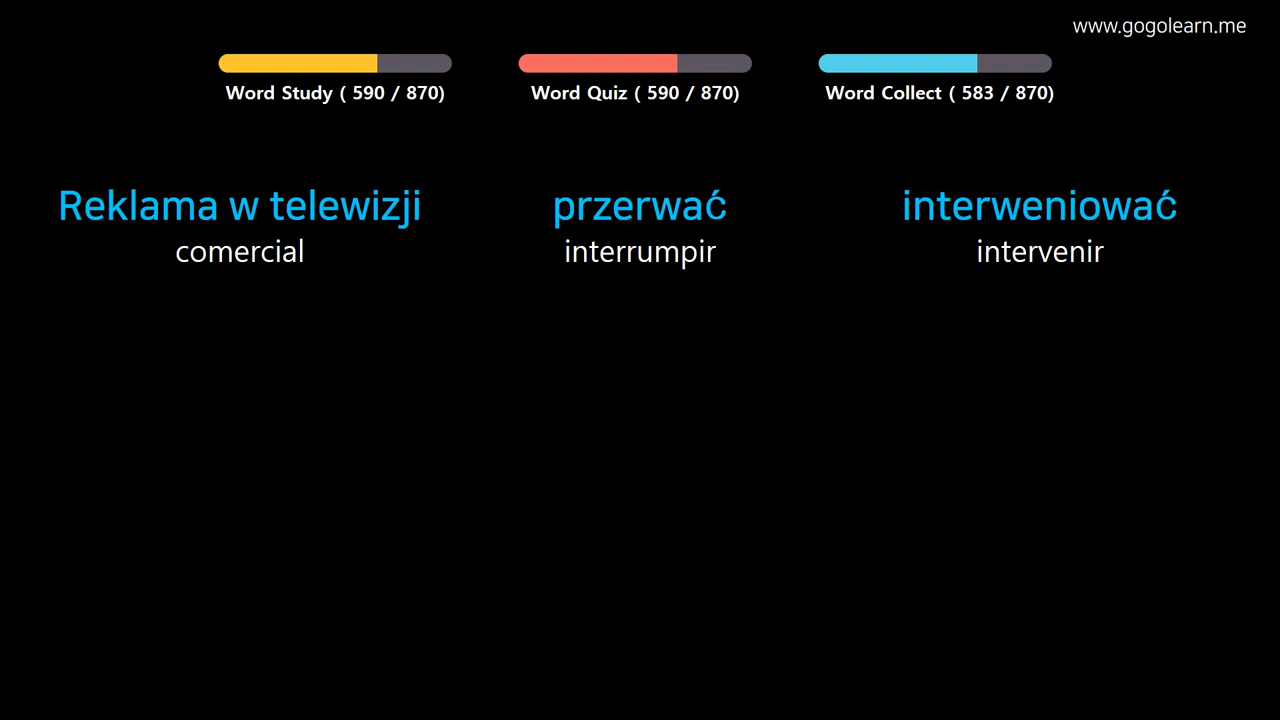 www.gogolearn.me
Word Study ( 590 / 870)
Word Quiz ( 590 / 870)
Word Collect ( 583 / 870)
Reklama w telewizji
comercial
przerwać
interrumpir
interweniować
intervenir